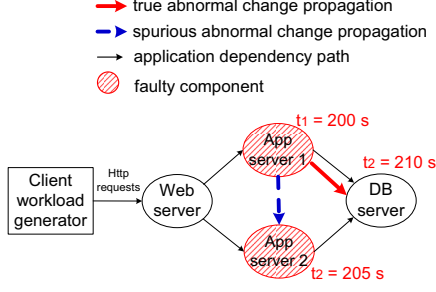 true abnormal change propagation
spurious abnormal change propagation
application dependency path
faulty component
t1 = 200 s
App
server 1
t2 = 210 s
Client
workload
generator
Http
requests
Web
server
DB
server
App
server 2
t2 = 205 s